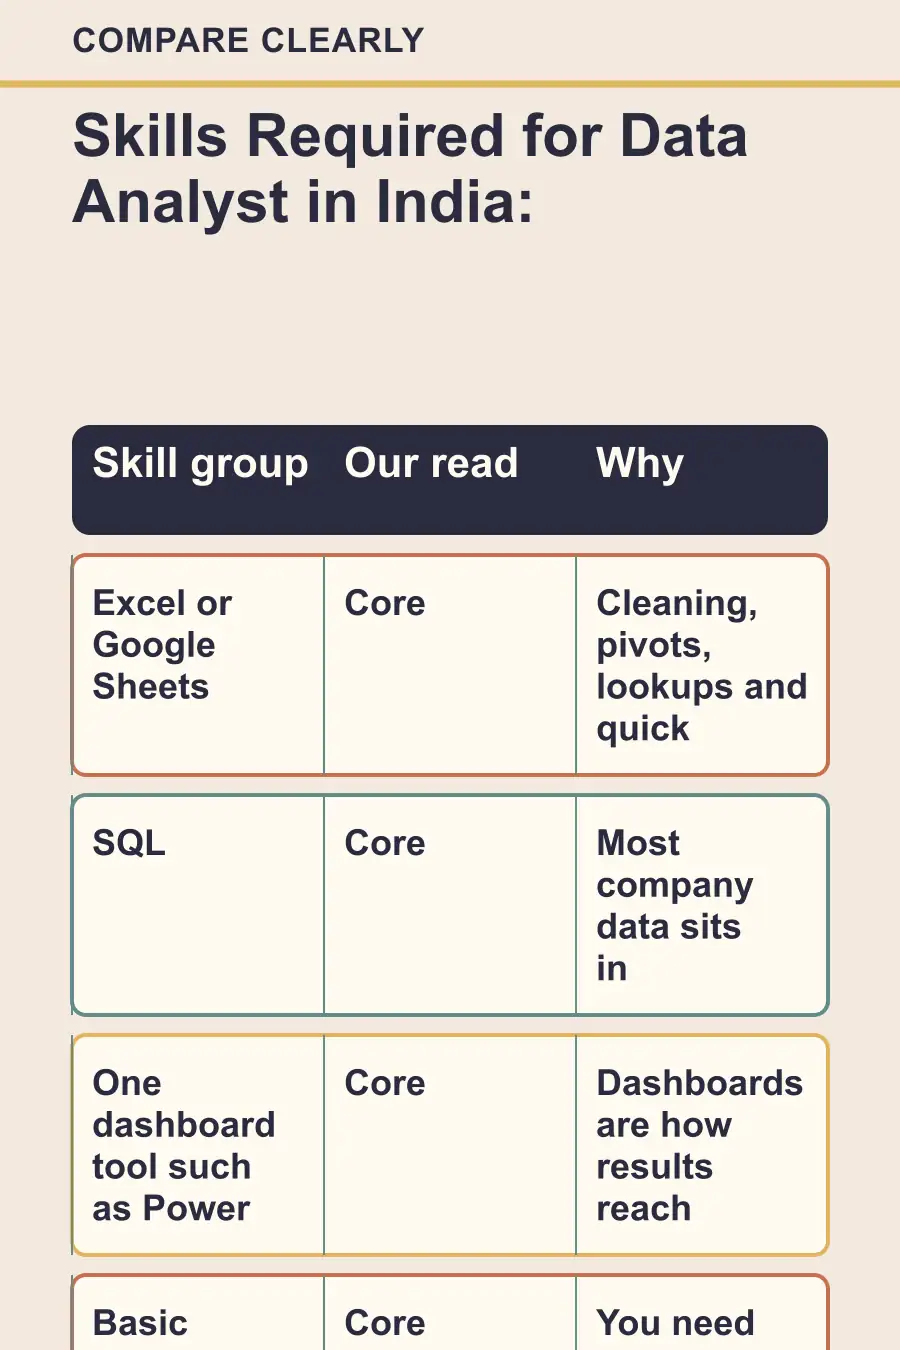 COMPARE CLEARLY
Skills Required for Data
Analyst in India:
Skill group Our read Why
Excel or
Google
Sheets
Core
Cleaning,
pivots,
lookups and
quick
SQL
Core
Most
company
data sits
in
One
dashboard
tool such
as Power
Core
Dashboards
are how
results
reach
Basic
Core
You need